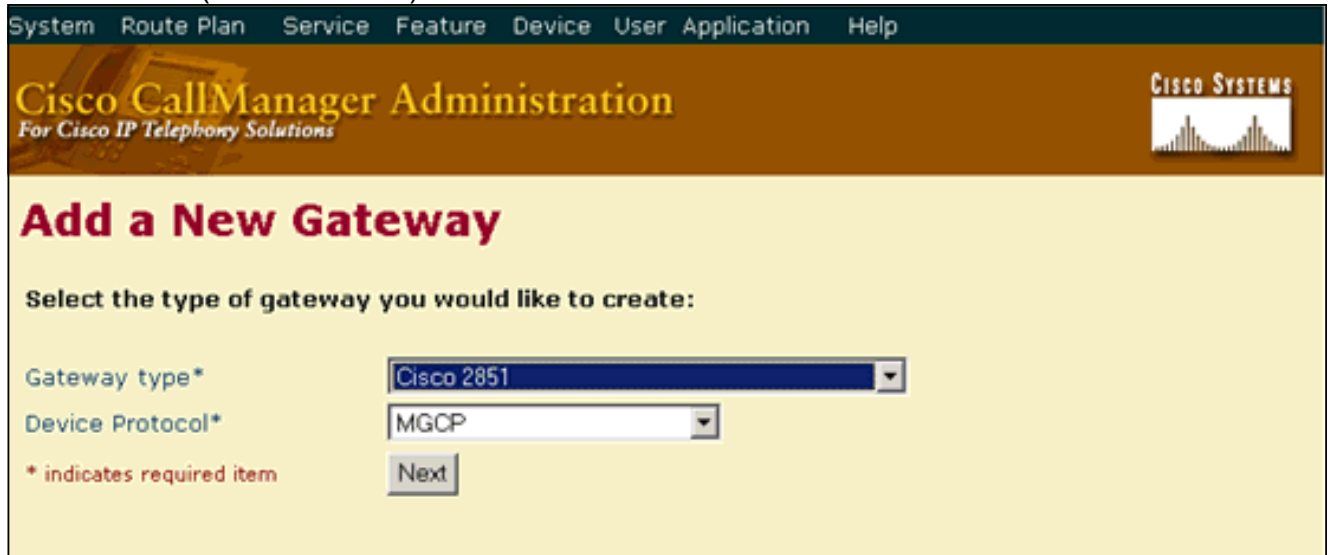 System Route Plan Service Feature Device User Application Help
Cisco CallManager Administration
For Cisco IP Telephony Solutions
CISCO SYSTEMS
Add a New Gateway
Select the type of gateway you would like to create:
Gateway type* Cisco 2851
Device Protocol* MGCP
* indicates required item Next